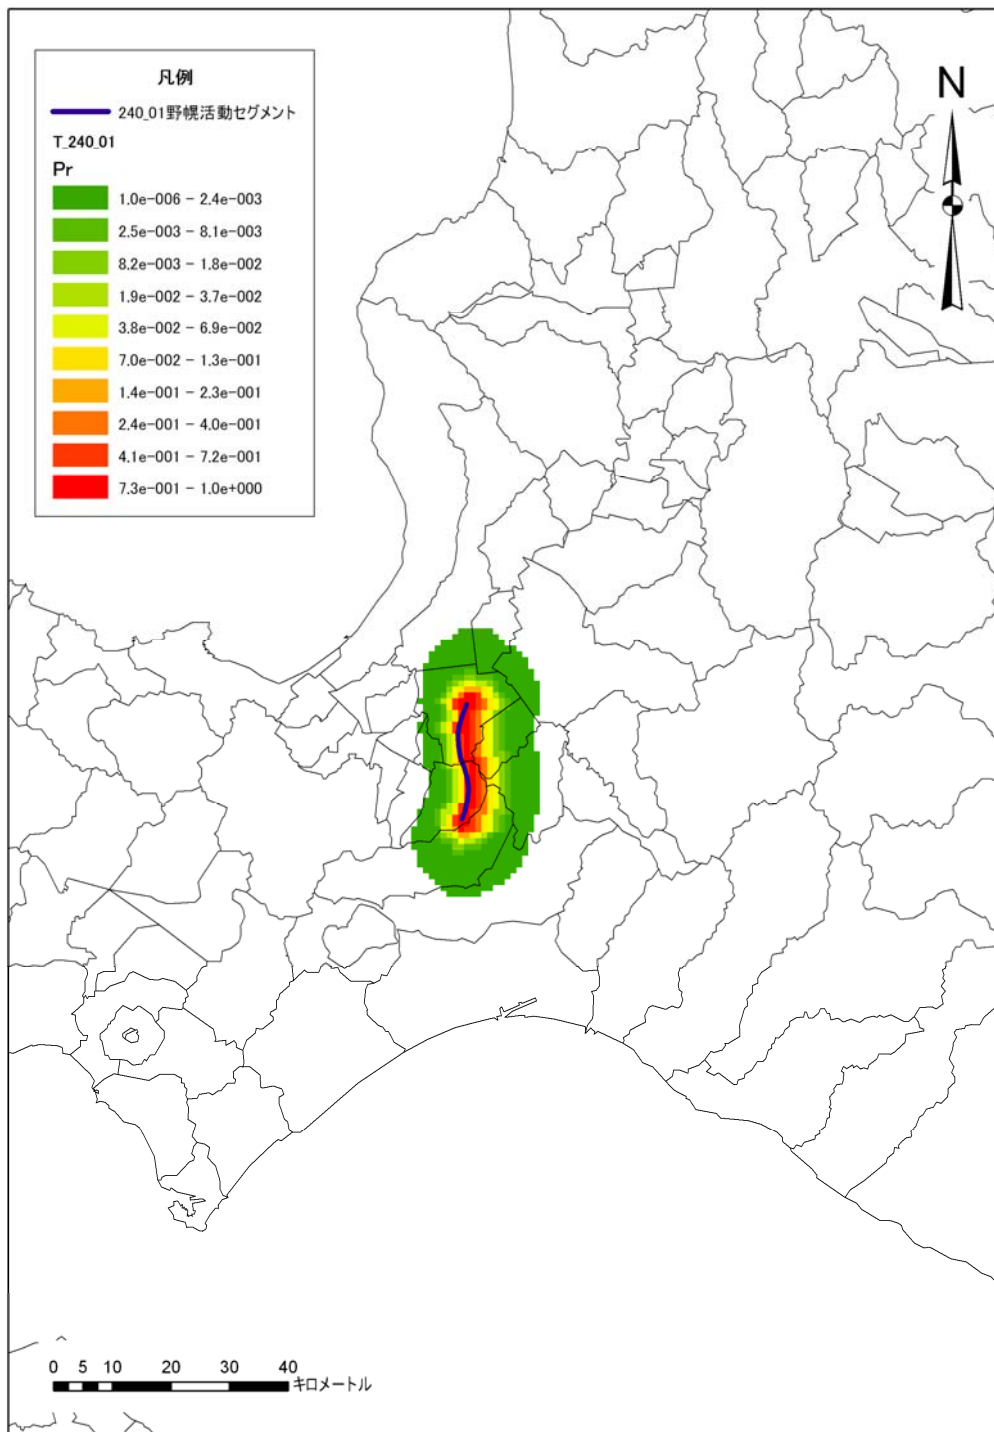 凡例
240_01野幌活動セグメント
T_240_01
Pr
1.0e-006 - 2.4e-003
2.5e-003 - 8.1e-003
8.2e-003 - 1.8e-002
1.9e-002 - 3.7e-002
3.8e-002 - 6.9e-002
7.0e-002 - 1.3e-001
1.4e-001 - 2.3e-001
2.4e-001 - 4.0e-001
4.1e-001 - 7.2e-001
7.3e-001 - 1.0e+000
N
0 5 10 20 30 40
キロメートル